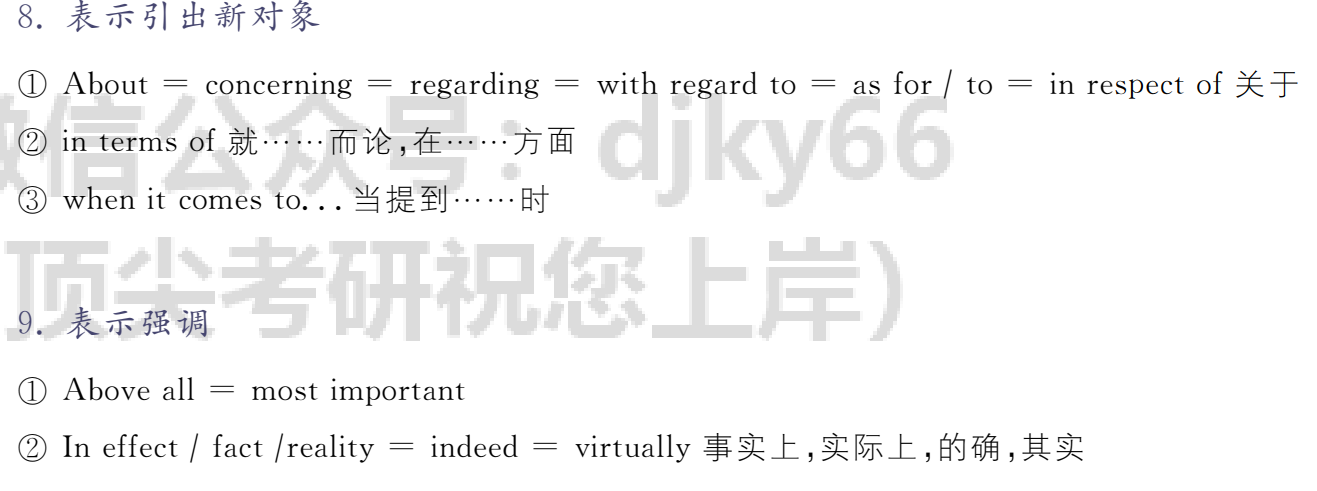 8. 表示引出新对象
① About = concerning = regarding = with regard to = as for / to = in respect of 关于
② in terms of 就……而论,在……方面
③ when it comes to... 当提到……时
9. 表示强调
① Above all = most important
② In effect / fact /reality = indeed = virtually 事实上,实际上,的确,其实
微信公众号：djky66
顶尖考研祝您上岸）